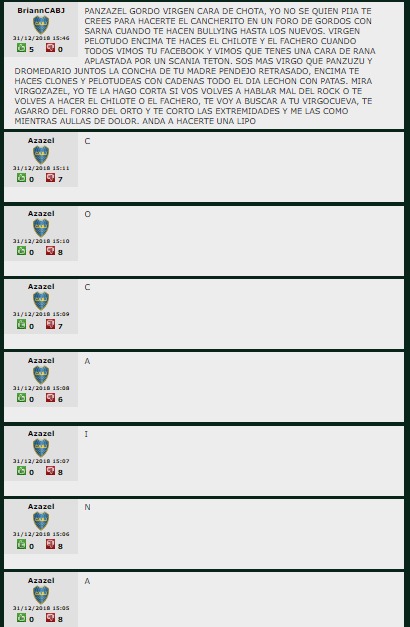 BriannCABJ
31/12/2018 15:46
5 0
PANZAZEL GORDO VIRGEN CARA DE CHOTA, YO NO SE QUIEN PIJA TE
CREES PARA HACERTE EL CANCHERITO EN UN FORO DE GORDOS CON
SARNA CUANDO TE HACEN BULLYING HASTA LOS NUEVOS. VIRGEN
PELOTUDO ENCIMA TE HACES EL CHILOTE Y EL FACHERO CUANDO
TODOS VIMOS TU FACEBOOK Y VIMOS QUE TENES UNA CARA DE RANA
APLASTADA POR UN SCANIA TETON. SOS MAS VIRGO QUE PANZUZU Y
DROMEDARIO JUNTOS LA CONCHA DE TU MADRE PENDEJO RETRASADO, ENCIMA TE
HACES CLONES Y PELOTUDEAS CON CADENAS TODO EL DIA LECHON CON PATAS. MIRA
VIRGOZAZEL, YO TE LA HAGO CORTA SI VOS VOLVES A HABLAR MAL DEL ROCK O TE
VOLVES A HACER EL CHILOTE O EL FACHERO, TE VOY A BUSCAR A TU VIRGOCUEVA, TE
AGARRO DEL FORRO DEL ORTO Y TE CORTO LAS EXTREMIDADES Y ME LAS COMO
MIENTRAS AULLAS DE DOLOR. ANDA A HACERTE UNA LIPO
Azazel
31/12/2018 15:11
0 7
C
Azazel
31/12/2018 15:10
0 8
O
Azazel
31/12/2018 15:09
0 7
C
Azazel
31/12/2018 15:08
0 6
A
Azazel
31/12/2018 15:07
0 8
I
Azazel
31/12/2018 15:06
0 8
N
Azazel
31/12/2018 15:05
0 8
A